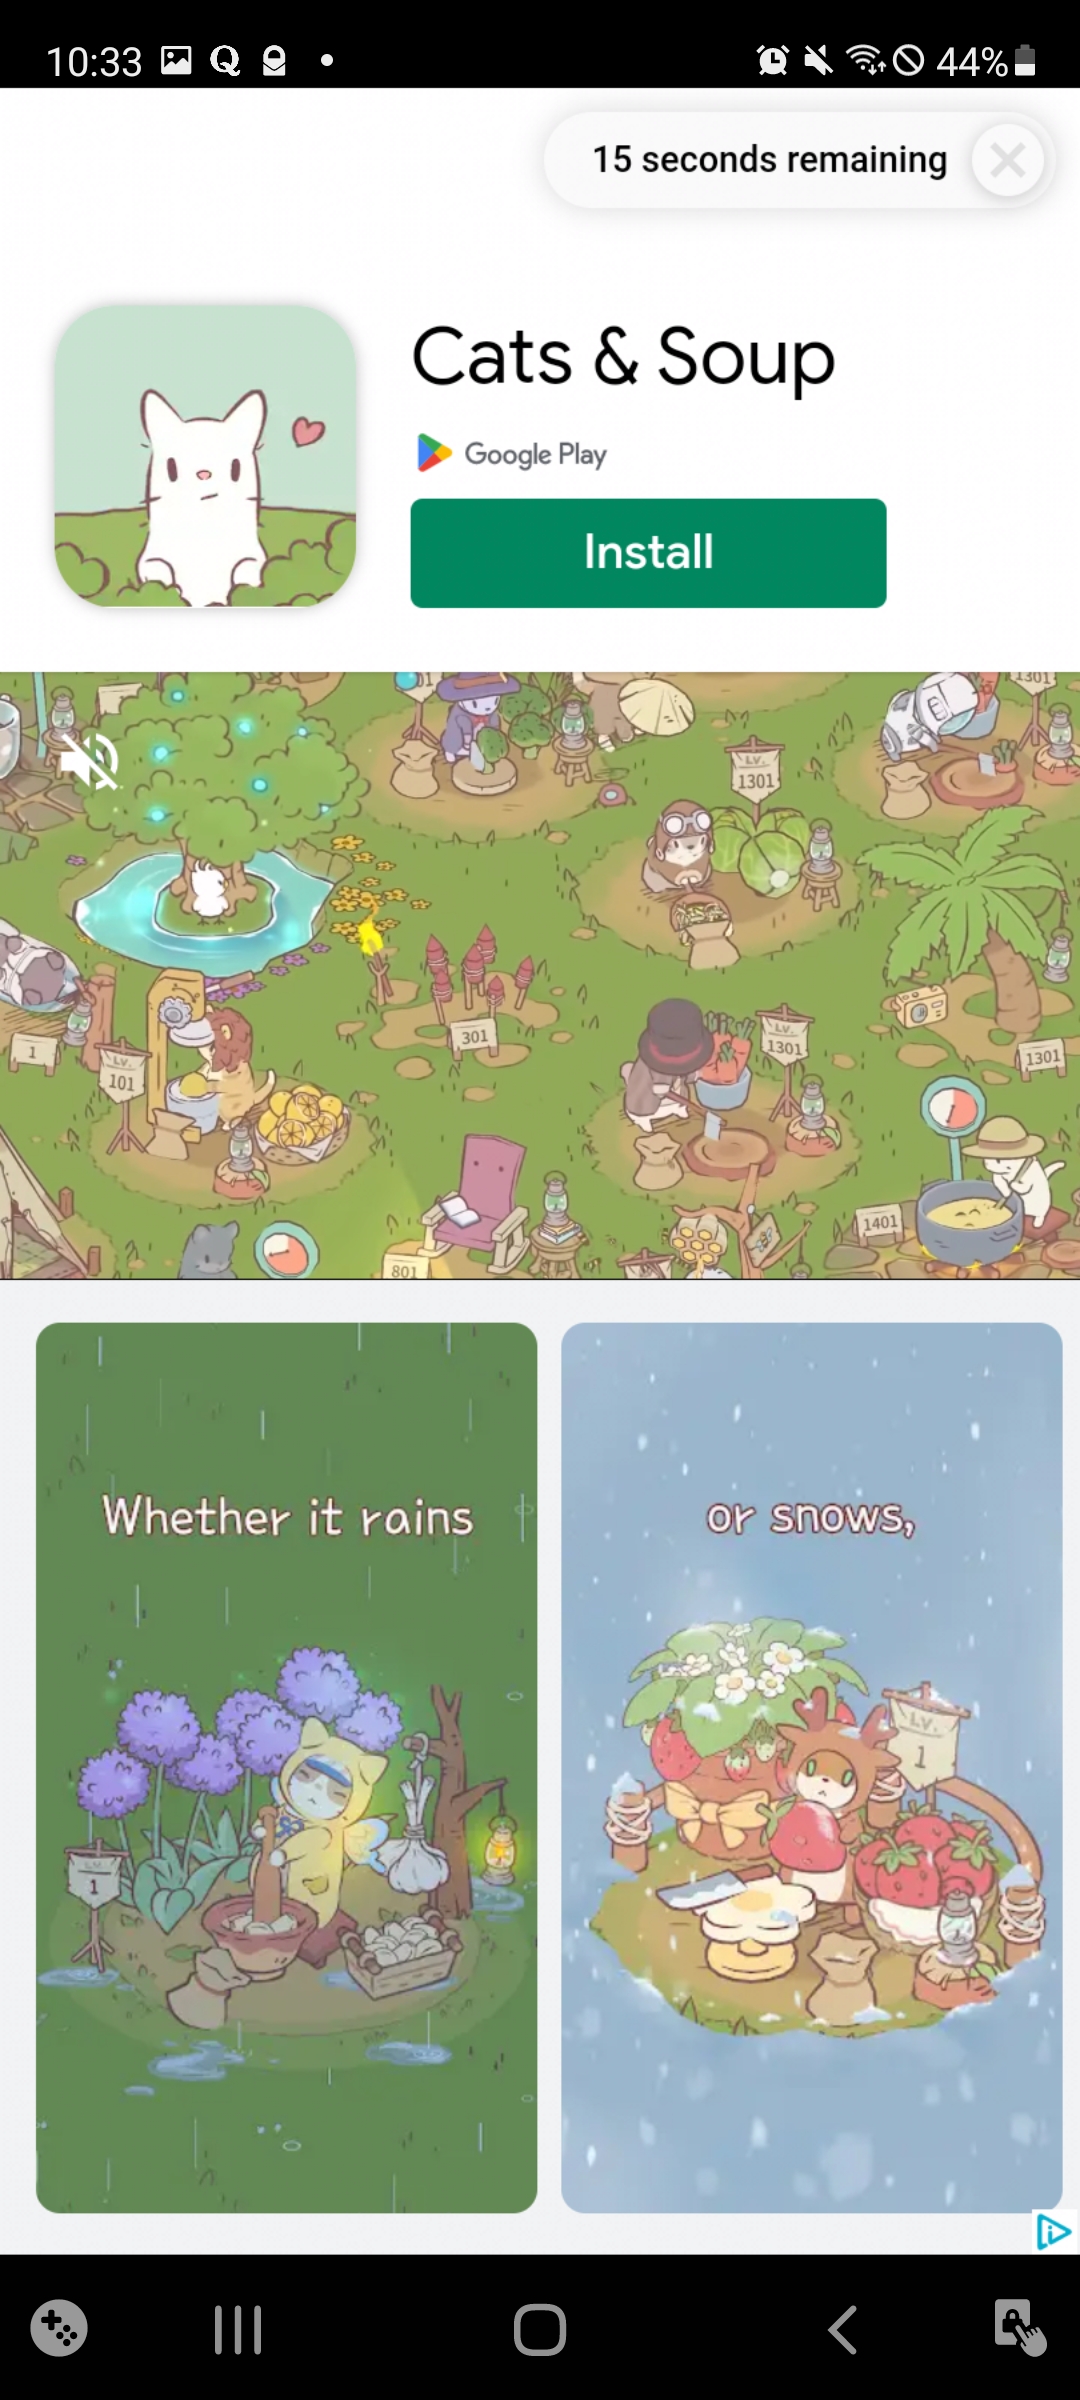 10:33
44%
15 seconds remaining
Cats & Soup
Google Play
Install
1301
LV.
1301
301
LV.
1301
1
LV.
101
1301
1401
801
Whether it rains
or snows,
LV.
1
1